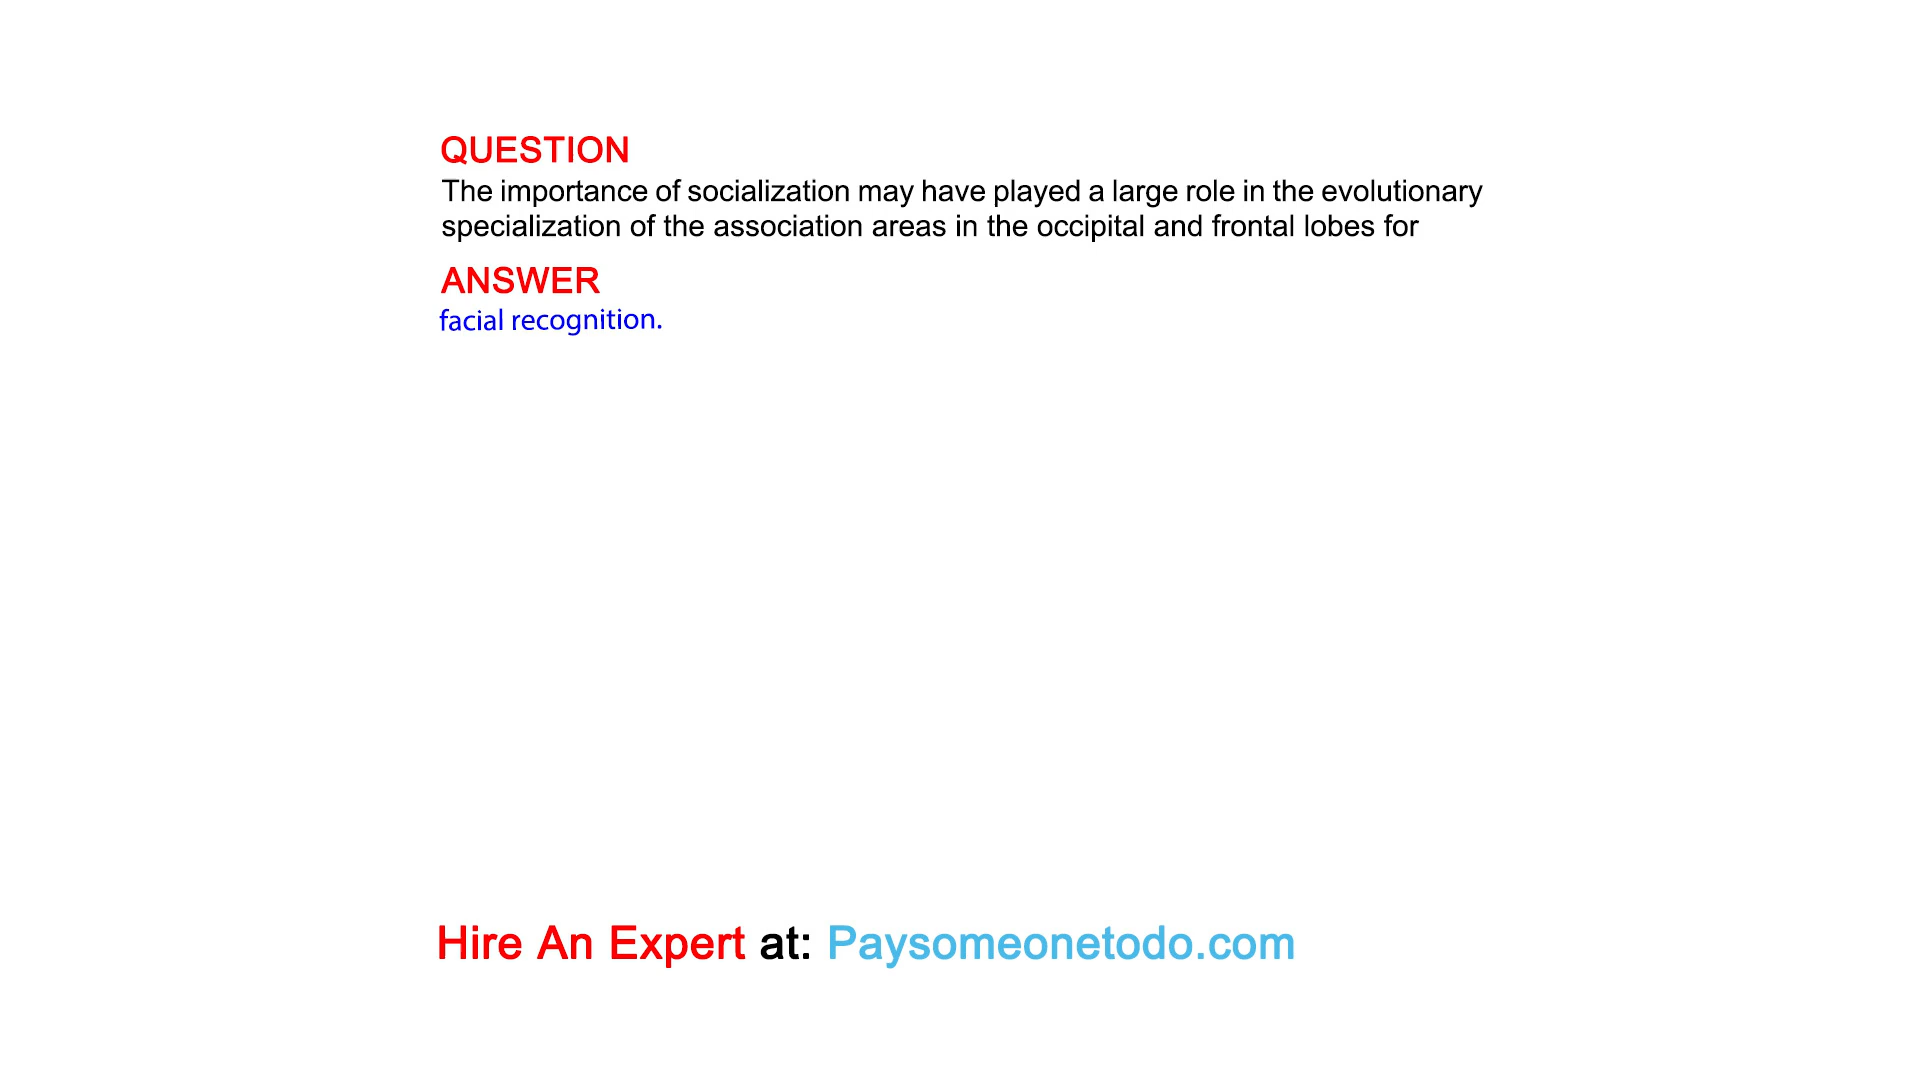 QUESTION
The importance of socialization may have played a large role in the evolutionary
specialization of the association areas in the occipital and frontal lobes for
ANSWER
facial recognition.
Hire An Expert at: Paysomeonetodo.com